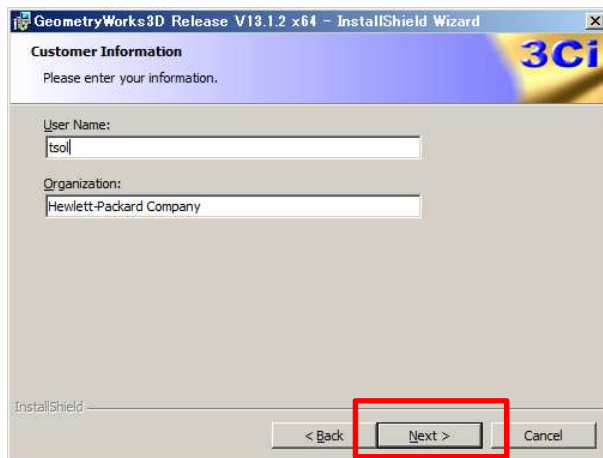 GeometryWorks3D Release V13.1.2 x64 - InstallShield Wizard
Customer Information
3Ci
Please enter your information.
User Name:
tsol
Organization:
Hewlett-Packard Company
InstallShield
< Back
Next >
Cancel